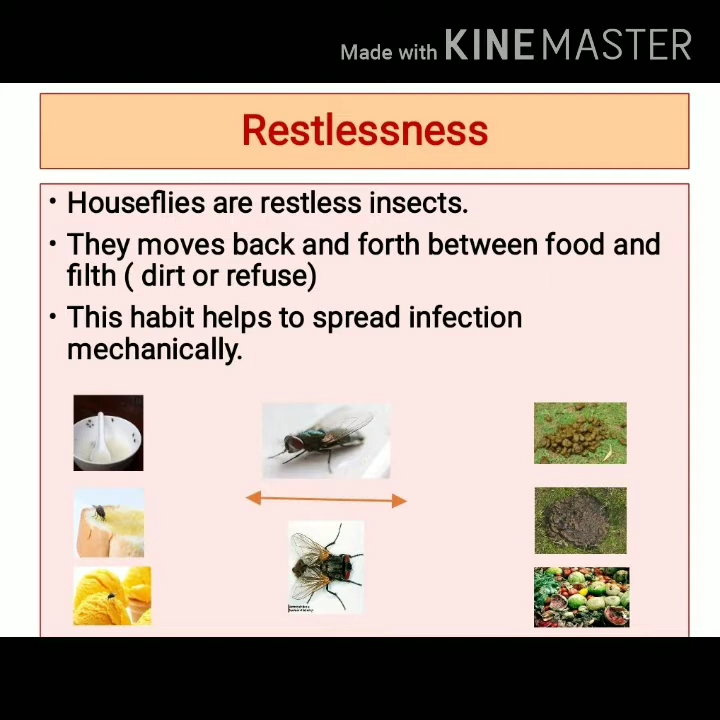 Made with KINEMASTER
Restlessness
• Houseflies are restless insects.
• They moves back and forth between food and
filth ( dirt or refuse)
• This habit helps to spread infection
mechanically.